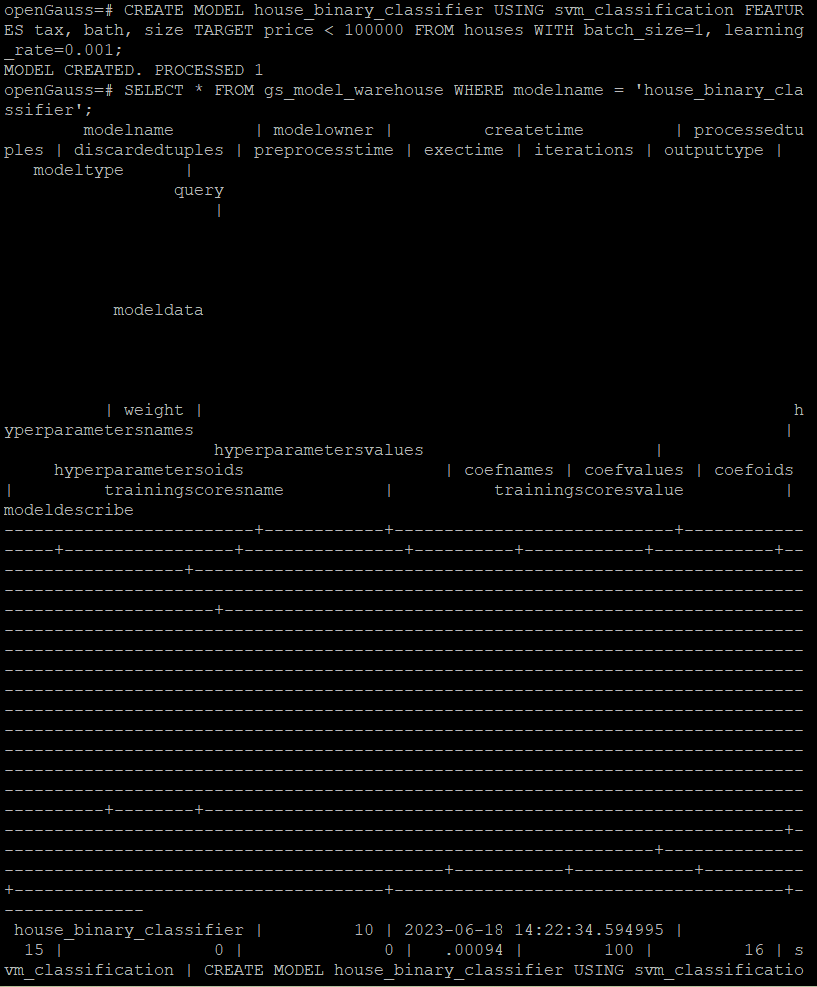 openGauss=# CREATE MODEL house_binary_classifier USING svm_classification FEATUR
ES tax, bath, size TARGET price < 100000 FROM houses WITH batch_size=1, learning
_rate=0.001;
MODEL CREATED. PROCESSED 1
openGauss=# SELECT * FROM gs_model_warehouse WHERE modelname = 'house_binary_cla
ssifier';
        modelname        | modelowner |         createtime         | processedtu
ples | discardedtuples | preprocesstime | exectime | iterations | outputtype |
   modeltype      |
                 query
                     |
           modeldata
          | weight |                                                           h
yperparametersnames                                                           |
                     hyperparametersvalues                       |
     hyperparametersoids                    | coefnames | coefvalues | coefoids
|         trainingscoresname          |          trainingscoresvalue          |
modeldescribe
-------------------------+------------+----------------------------+------------
-----+-----------------+----------------+----------+------------+------------+--
------------------+-------------------------------------------------------------
--------------------------------------------------------------------------------
---------------------+----------------------------------------------------------
--------------------------------------------------------------------------------
--------------------------------------------------------------------------------
--------------------------------------------------------------------------------
--------------------------------------------------------------------------------
--------------------------------------------------------------------------------
--------------------------------------------------------------------------------
--------------------------------------------------------------------------------
--------------------------------------------------------------------------------
--------------------------------------------------------------------------------
----------+--------+------------------------------------------------------------
------------------------------------------------------------------------------+-
-----------------------------------------------------------------+--------------
--------------------------------------------+-----------+------------+----------
+-------------------------------------+---------------------------------------+-
--------------
 house_binary_classifier |         10 | 2023-06-18 14:22:34.594995 |
  15 |               0 |              0 |   .00094 |        100 |         16 | s
vm_classification | CREATE MODEL house_binary_classifier USING svm_classificatio